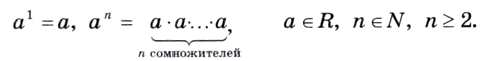 a¹ = a, aⁿ = a · a · ... · a, a ∈ R, n ∈ N, n ≥ 2.
n сомножителей